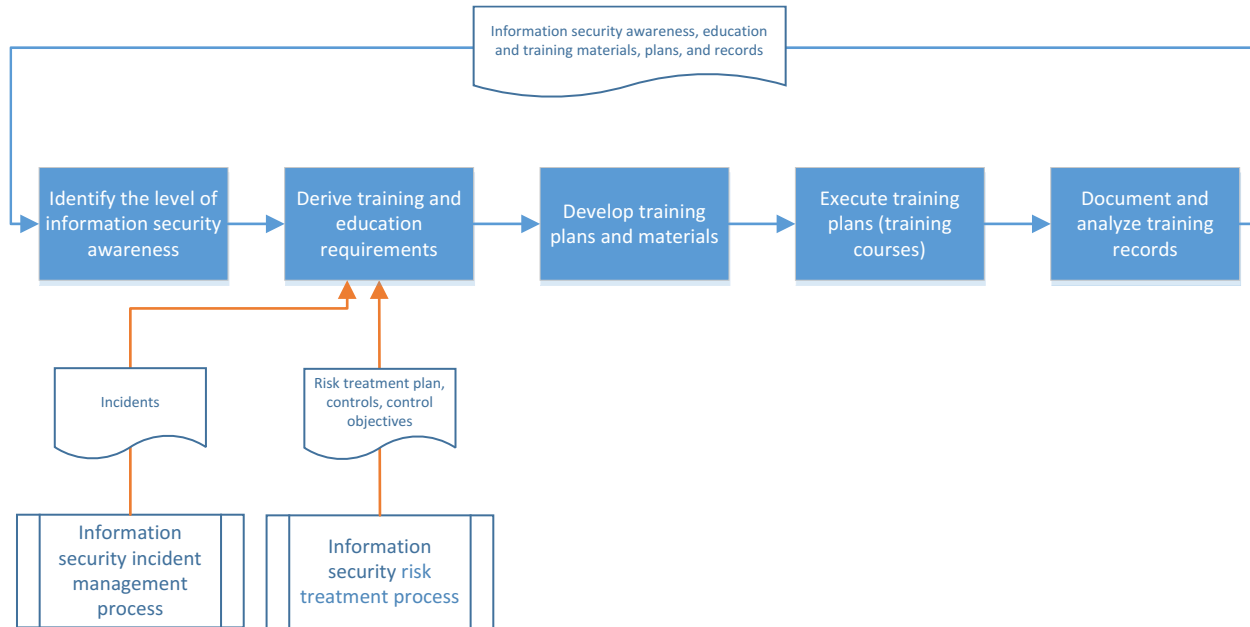 Information security awareness, education
and training materials, plans, and records
Identify the level of
information security
awareness
Derive training and
education
requirements
Develop training
plans and materials
Execute training
plans (training
courses)
Document and
analyze training
records
Incidents
Risk treatment plan,
controls, control
objectives
Information
security incident
management
process
Information
security risk
treatment process